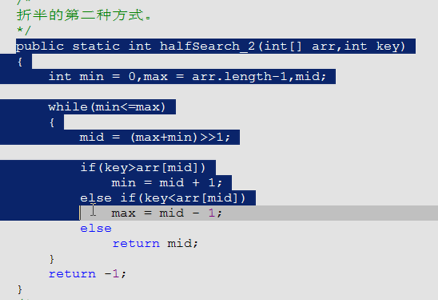 /*
折半的第二种方式。
*/
public static int halfSearch_2(int[] arr,int key)
{
int min = 0,max = arr.length-1,mid;
while(min<=max)
{
mid = (max+min)>>1;
if(key>arr[mid])
min = mid + 1;
else if(key<arr[mid])
max = mid - 1;
else
return mid;
}
return -1;
}